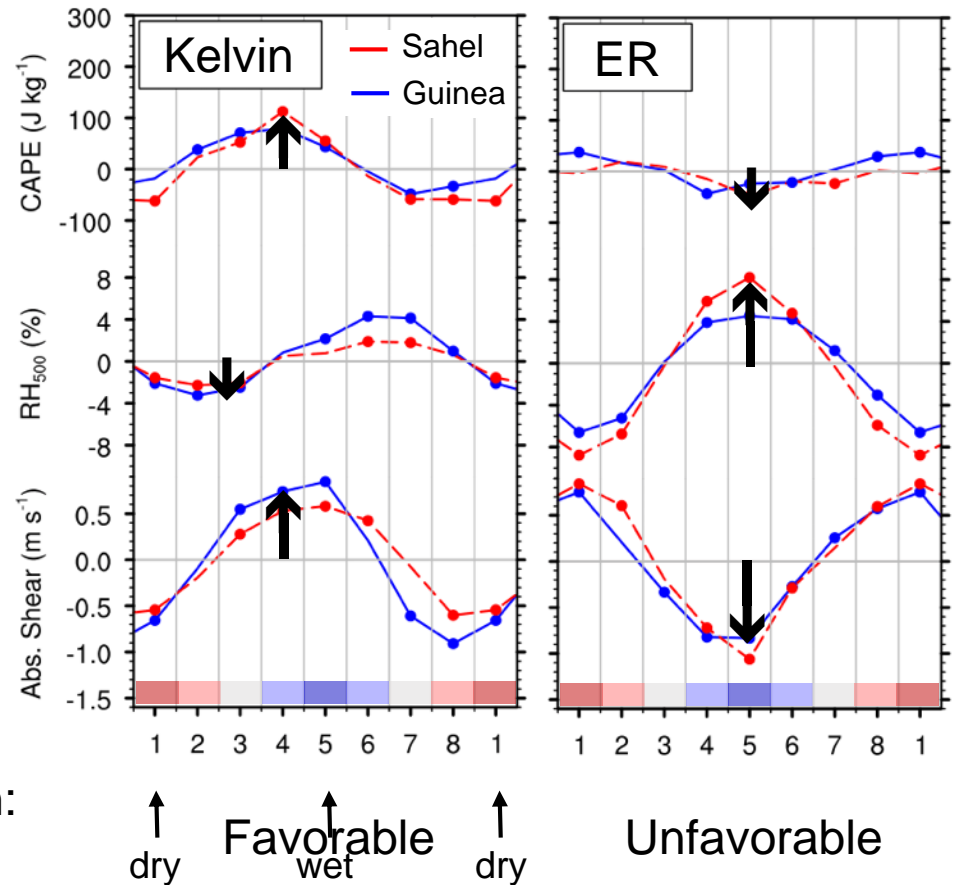 Kelvin
Sahel
Guinea
ER
CAPE (J kg⁻¹)
300
200
100
0
-100
RH₅₀₀ (%)
8
4
0
-4
-8
Abs. Shear (m s⁻¹)
0.5
0.0
-0.5
-1.0
-1.5
1 2 3 4 5 6 7 8 1
1 2 3 4 5 6 7 8 1
Favorable
Unfavorable
dry wet dry